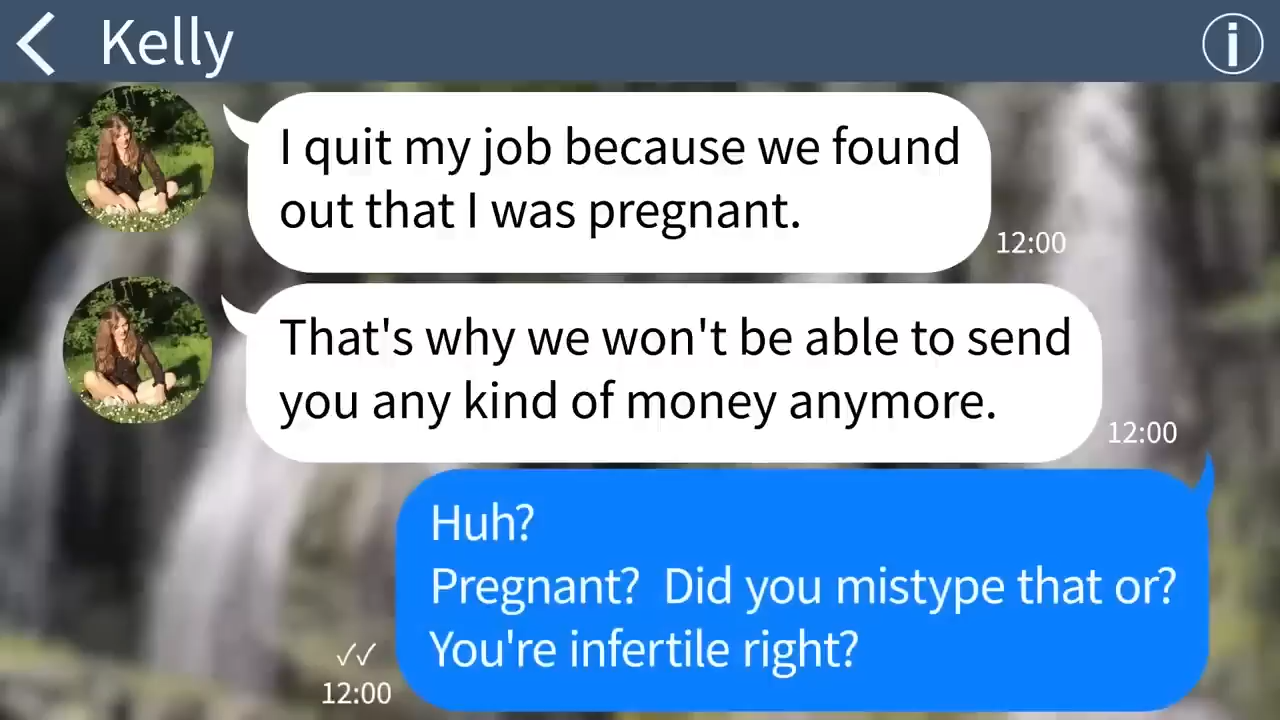 Kelly
I quit my job because we found
out that I was pregnant.
12:00
That's why we won't be able to send
you any kind of money anymore.
12:00
Huh?
Pregnant?  Did you mistype that or?
You're infertile right?
12:00